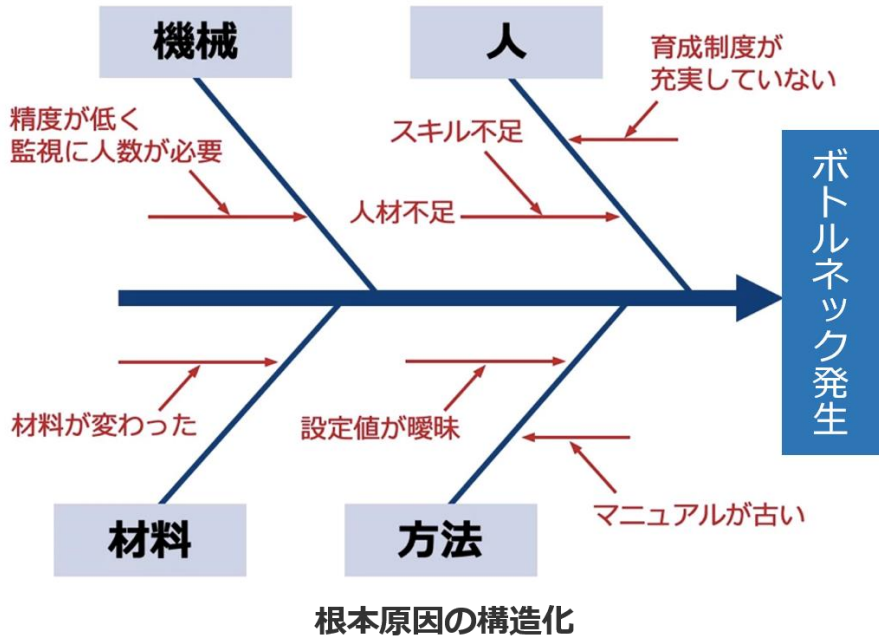 機械
人
育成制度が
充実していない
精度が低く
監視に人数が必要
スキル不足
人材不足
ボトルネック発生
材料が変わった
設定値が曖昧
マニュアルが古い
材料
方法
根本原因の構造化